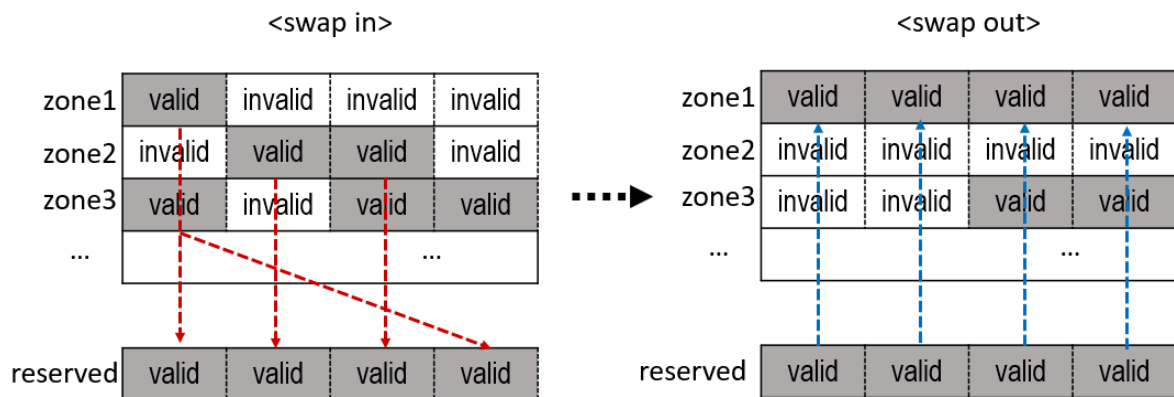 <swap in>
zone1 valid invalid invalid invalid
zone2 invalid valid valid invalid
zone3 valid invalid valid valid
... ...
reserved valid valid valid valid
<swap out>
zone1 valid valid valid valid
zone2 invalid invalid invalid invalid
zone3 invalid invalid valid valid
... ...
reserved valid valid valid valid